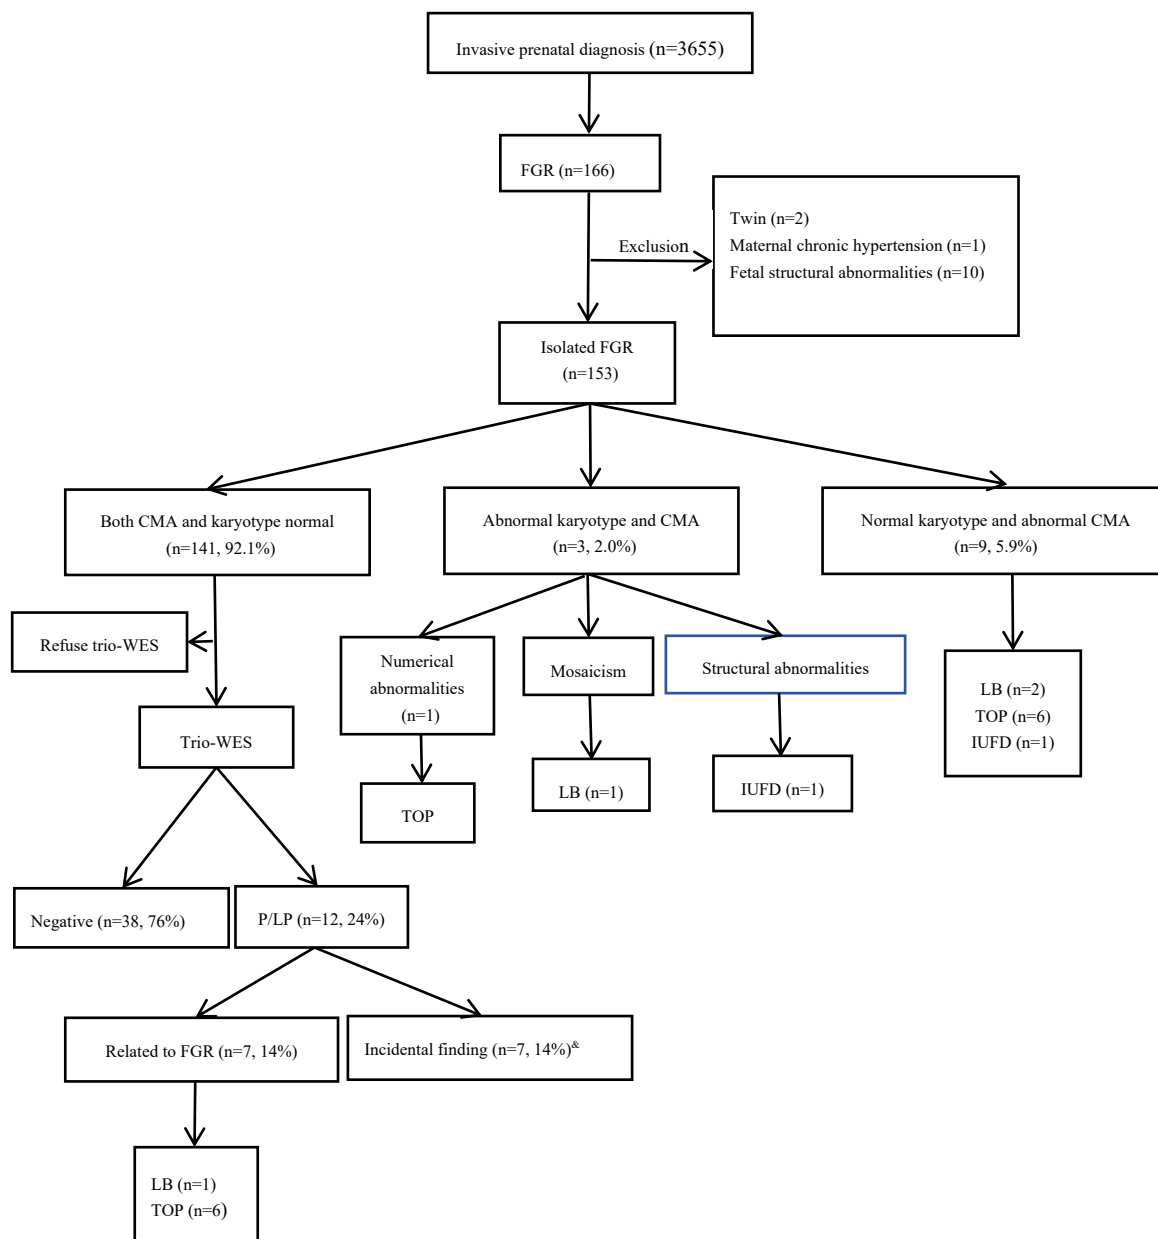 Invasive prenatal diagnosis (n=3655)
FGR (n=166)
Exclusion
Twin (n=2)
Maternal chronic hypertension (n=1)
Fetal structural abnormalities (n=10)
Isolated FGR
(n=153)
Both CMA and karyotype normal
(n=141, 92.1%)
Abnormal karyotype and CMA
(n=3, 2.0%)
Normal karyotype and abnormal CMA
(n=9, 5.9%)
Refuse trio-WES
Numerical
abnormalities
(n=1)
Mosaicism
Structural abnormalities
LB (n=2)
TOP (n=6)
IUFD (n=1)
Trio-WES
TOP
LB (n=1)
IUFD (n=1)
Negative (n=38, 76%)
P/LP (n=12, 24%)
Related to FGR (n=7, 14%)
Incidental finding (n=7, 14%)&
LB (n=1)
TOP (n=6)